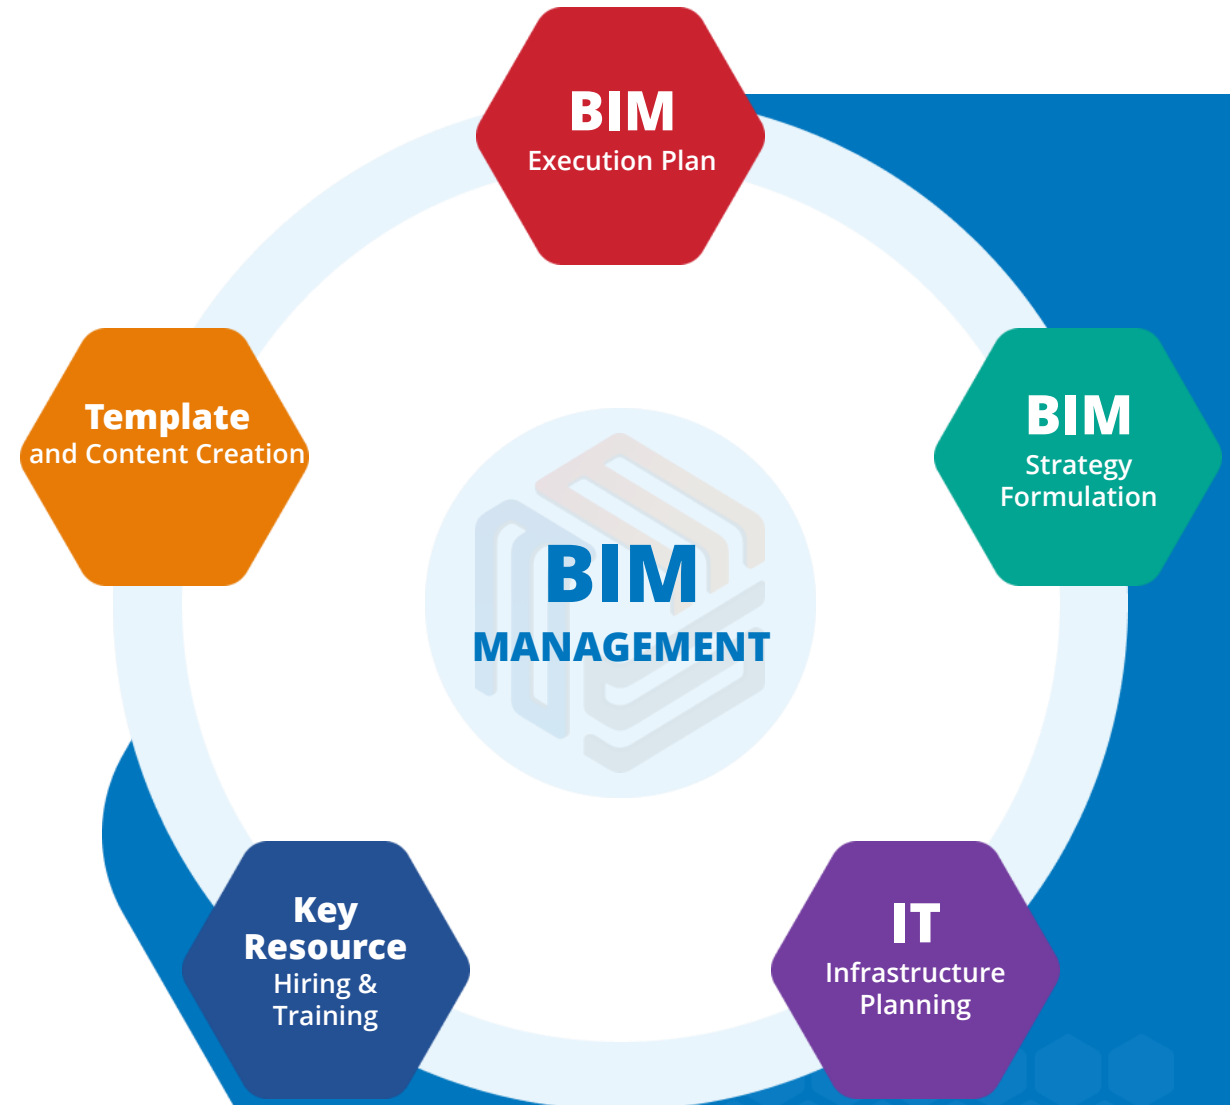 BIM
Execution Plan
Template
and Content Creation
BIM
Strategy
Formulation
BIM
MANAGEMENT
Key
Resource
Hiring &
Training
IT
Infrastructure
Planning